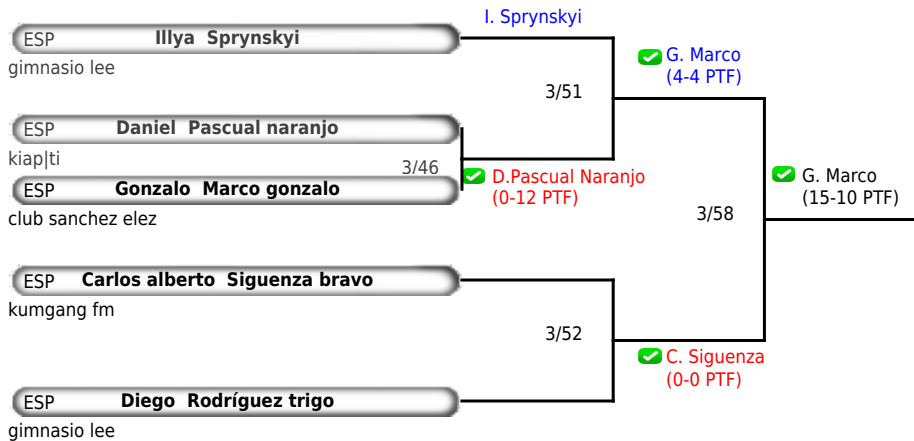 I. Sprynskyi
ESP Illya Sprynskyi
gimnasio lee
G. Marco
(4-4 PTF)
3/51
ESP Daniel Pascual naranjo
kiap|ti
3/46
D.Pascual Naranjo
(0-12 PTF)
ESP Gonzalo Marco gonzalo
club sanchez elez
G. Marco
(15-10 PTF)
3/58
ESP Carlos alberto Siguenza bravo
kumgang fm
3/52
C. Siguenza
(0-0 PTF)
ESP Diego Rodríguez trigo
gimnasio lee